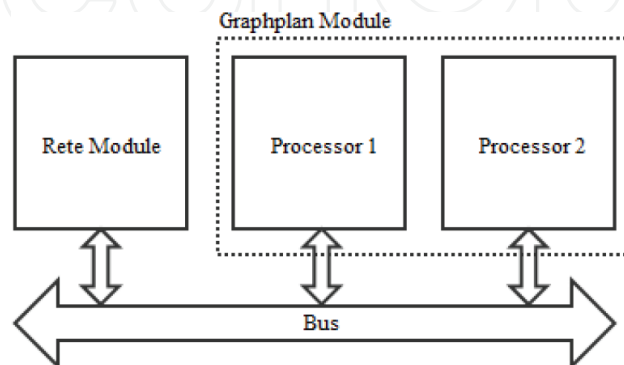 Graphplan Module
Rete Module
Processor 1
Processor 2
Bus